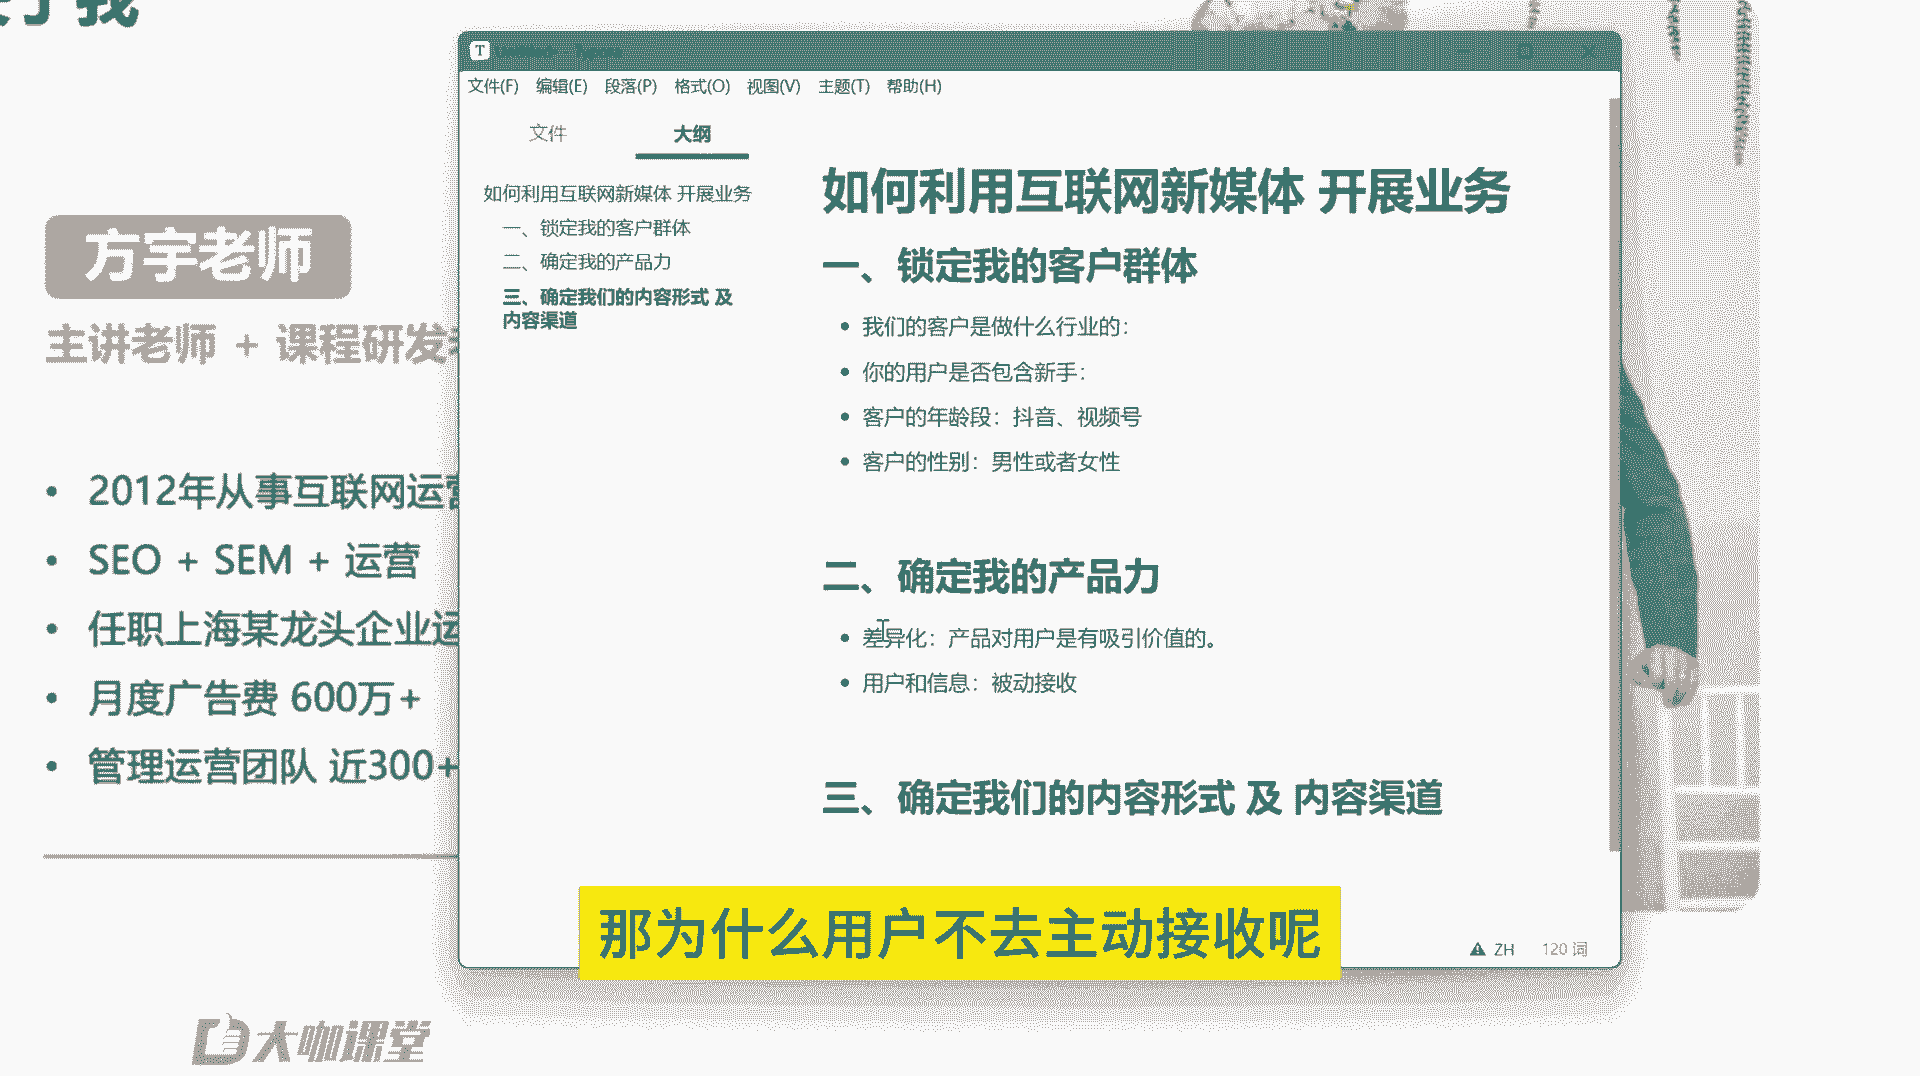 方宇老师
主讲老师 + 课程研发
2012年从事互联网运营
SEO + SEM + 运营
任职上海某龙头企业运
月度广告费 600万+
管理运营团队 近300+
大咖课堂
文件(F) 编辑(E) 段落(P) 格式(O) 视图(V) 主题(T) 帮助(H)
文件 大纲
如何利用互联网新媒体 开展业务
一、锁定我的客户群体
二、确定我的产品力
三、确定我们的内容形式 及
内容渠道
如何利用互联网新媒体 开展业务
一、锁定我的客户群体
我们的客户是做什么行业的：
你的用户是否包含新手：
客户的年龄段：抖音、视频号
客户的性别：男性或者女性
二、确定我的产品力
差异化：产品对用户是有吸引价值的。
用户和信息：被动接收
三、确定我们的内容形式 及 内容渠道
那为什么用户不去主动接收呢
ZH 120 词